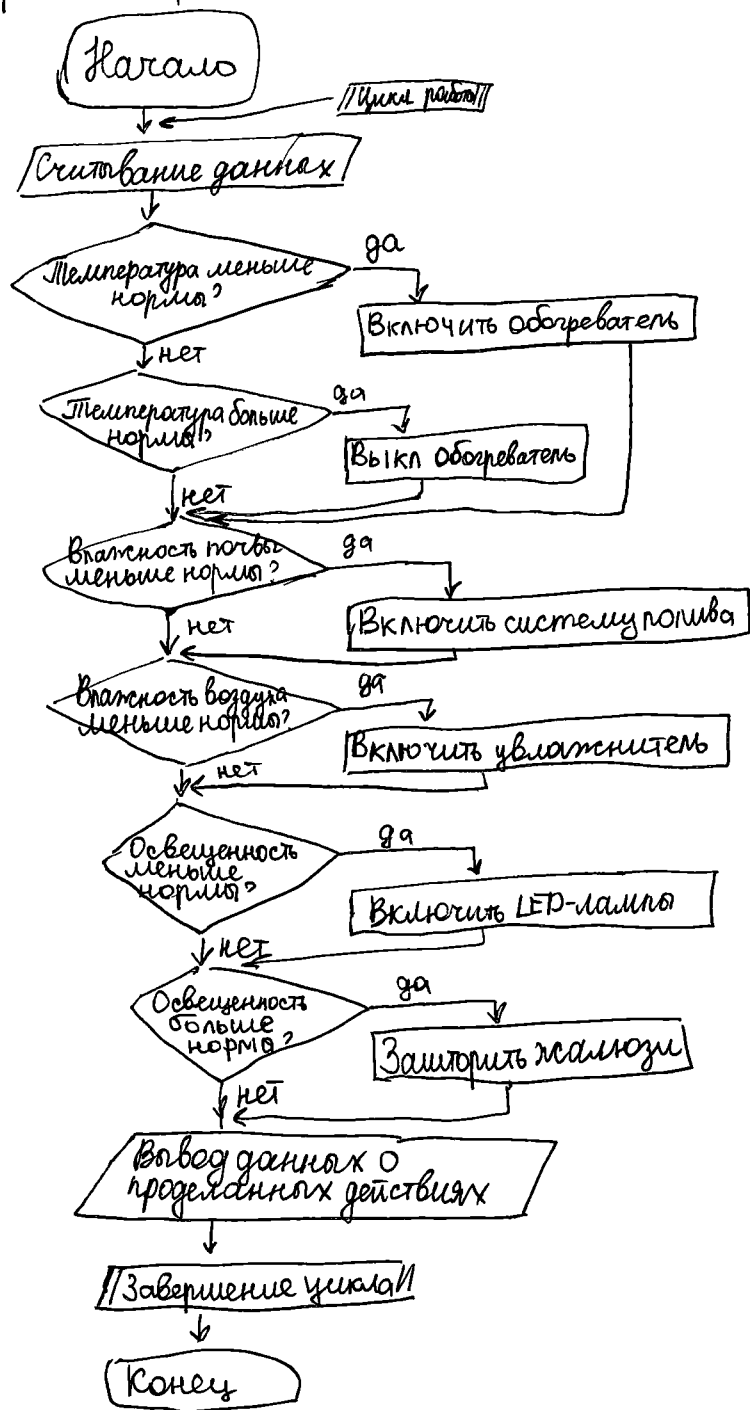 Начало
Цикл работы
Считывание данных
да
Температура меньше
нормы?
Включить обогреватель
нет
да
Температура больше
нормы?
Выкл обогреватель
нет
Влажность почвы
меньше нормы?
да
Включить систему полива
нет
Влажность воздуха
меньше нормы?
да
Включить увлажнитель
нет
да
Освещенность
меньше
нормы?
Включить LED-лампы
нет
да
Освещенность
больше
норма?
Зашторить жалюзи
нет
Вывод данных о
проделанных действиях
Завершение цикла
Конец